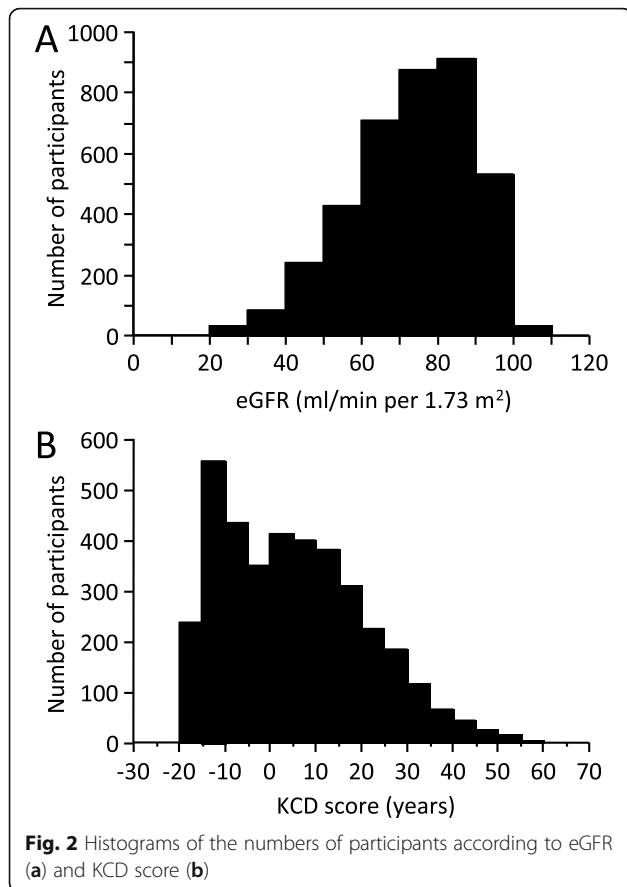 A
1000
800
600
400
200
0
Number of participants
0 20 40 60 80 100 120
eGFR (ml/min per 1.73 m²)
B
600
500
400
300
200
100
0
Number of participants
-30 -20 -10 0 10 20 30 40 50 60 70
KCD score (years)
Fig. 2 Histograms of the numbers of participants according to eGFR
(a) and KCD score (b)